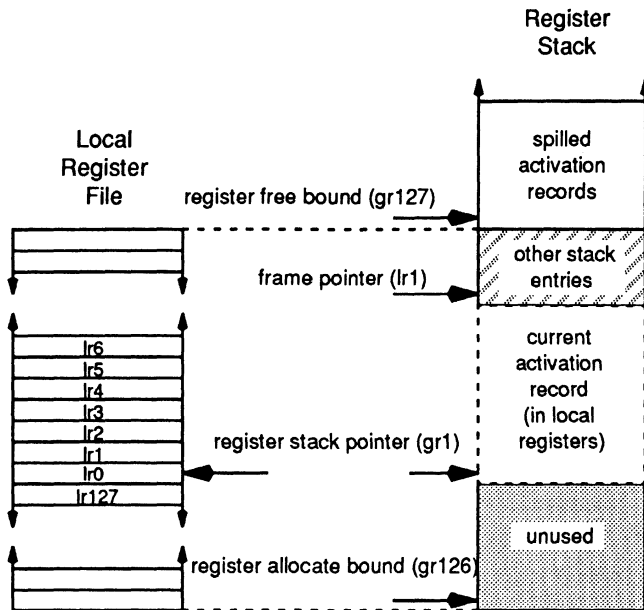 Register
Stack
Local
Register
File
spilled
activation
records
register free bound (gr127)
other stack
entries
frame pointer (lr1)
current
activation
record
(in local
registers)
lr6
lr5
lr4
lr3
lr2
lr1
lr0
lr127
register stack pointer (gr1)
unused
register allocate bound (gr126)